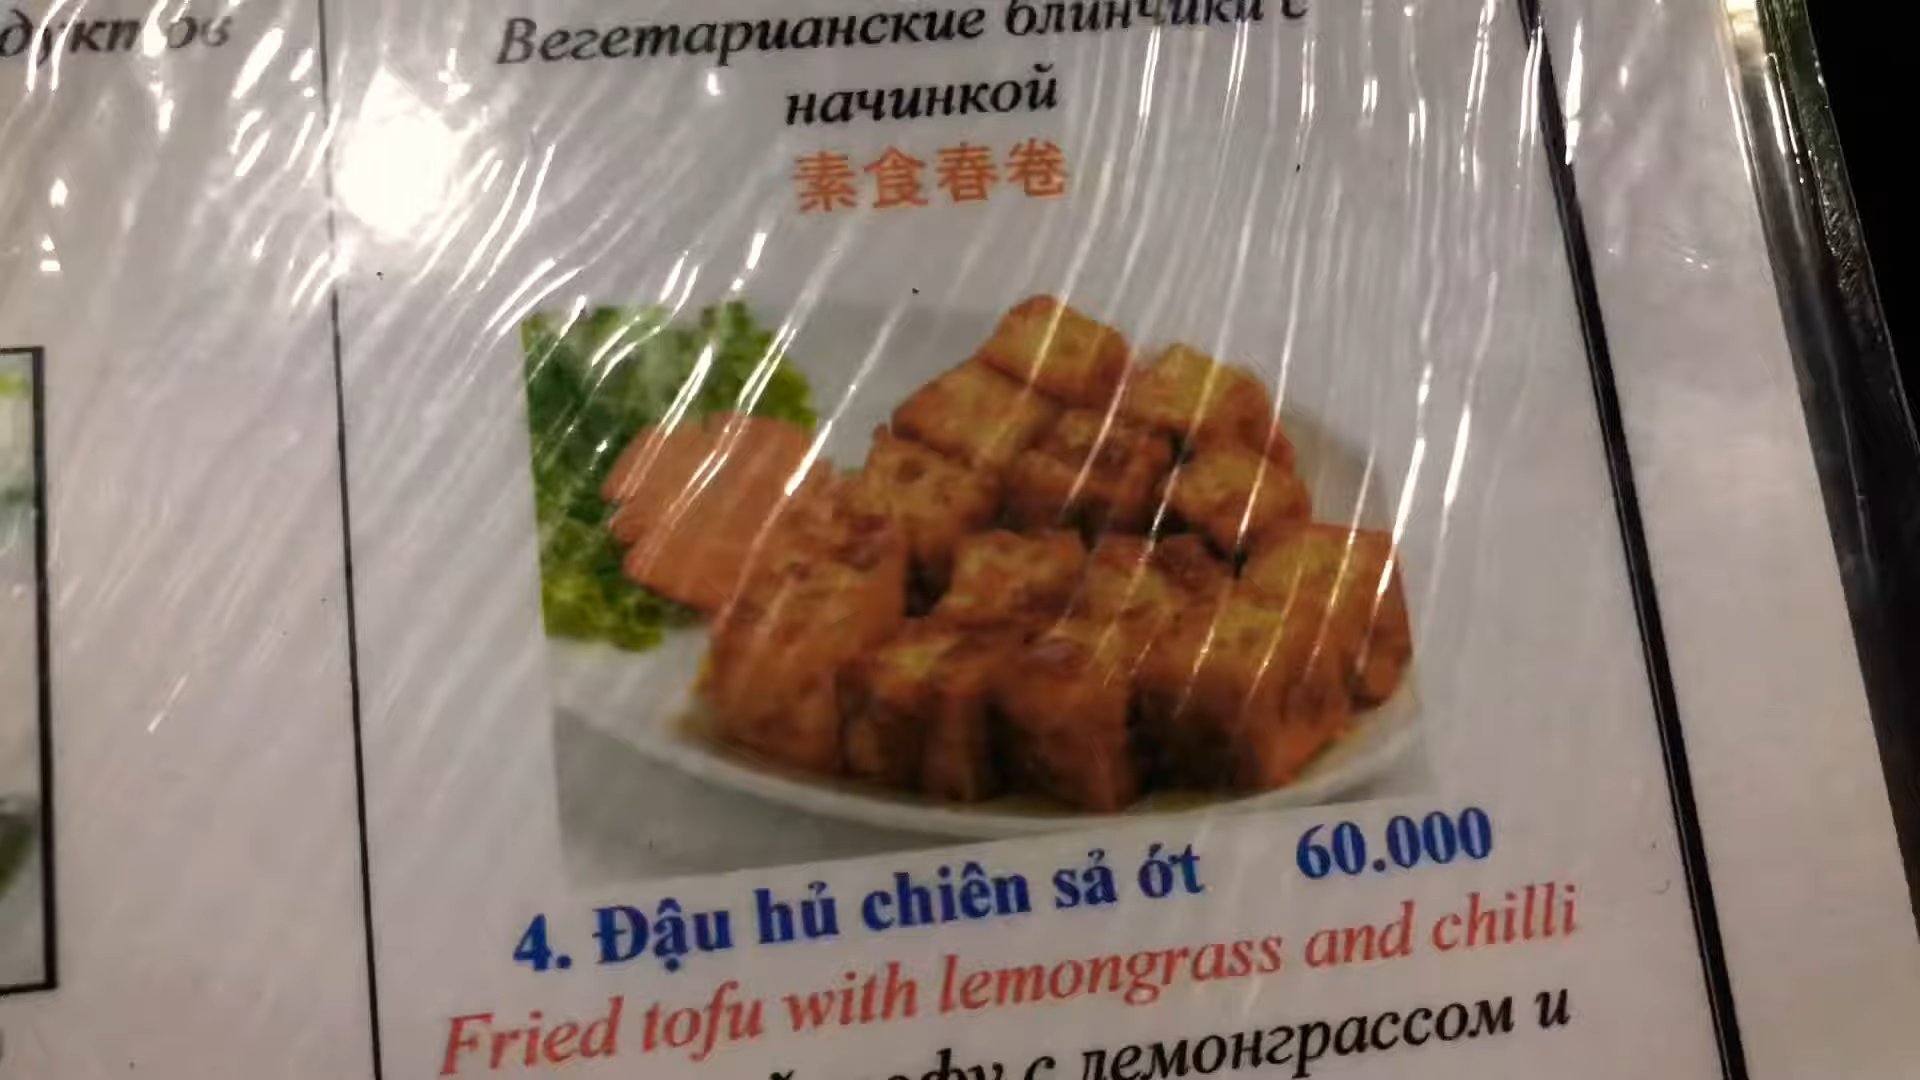 дуктов
Вегетарианские блинчики с
начинкой
素食春卷
4. Đậu hủ chiên sả ớt 60.000
Fried tofu with lemongrass and chilli
с лемонграссом и